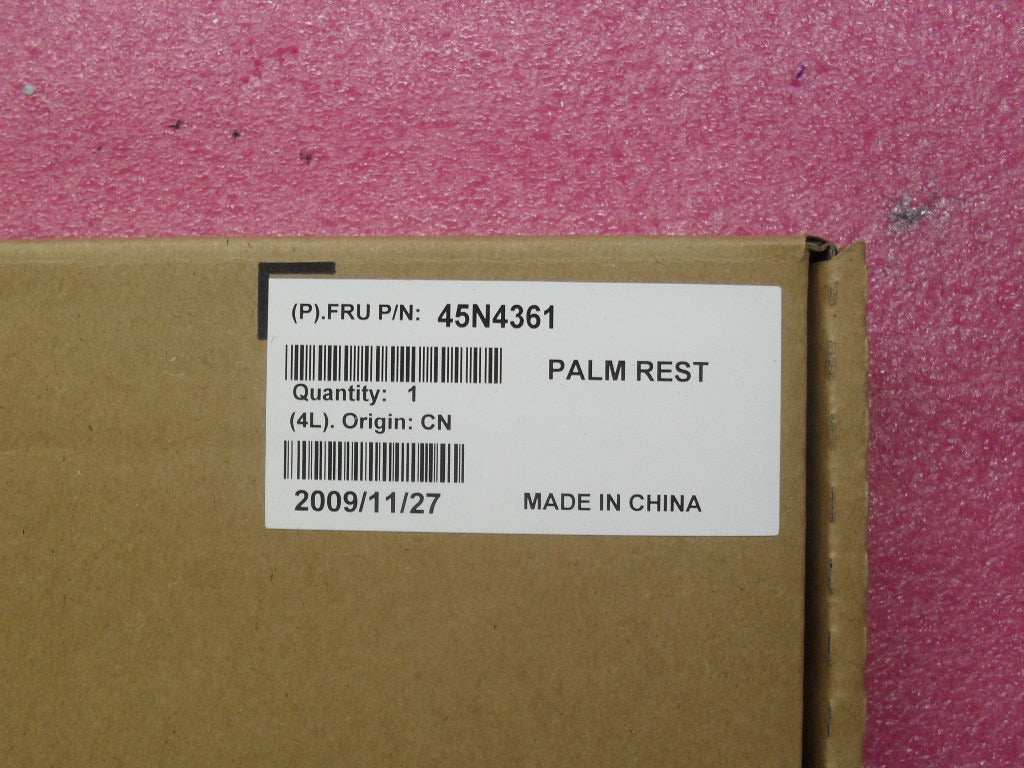 (P).FRU P/N: 45N4361
PALM REST
Quantity: 1
(4L). Origin: CN
2009/11/27 MADE IN CHINA